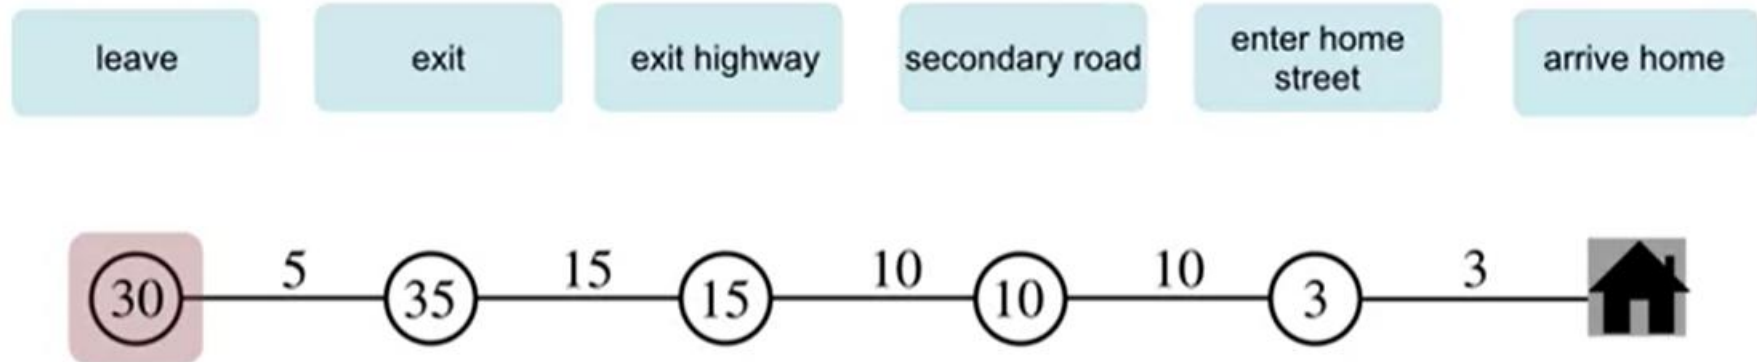 leave
exit
exit highway
secondary road
enter home
street
arrive home
5
15
10
10
3
30
35
15
10
3